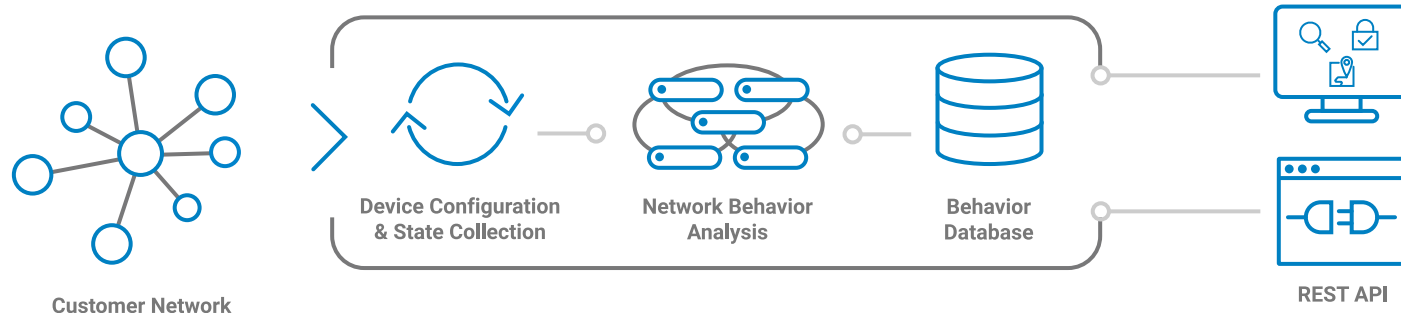 Customer Network
Device Configuration
& State Collection
Network Behavior
Analysis
Behavior
Database
REST API